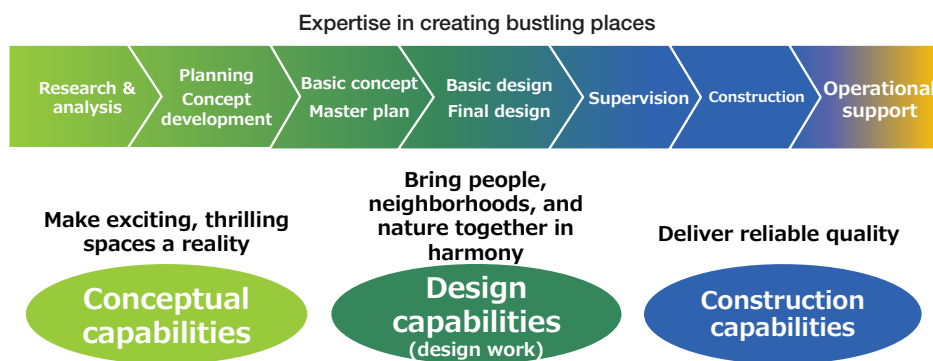 Expertise in creating bustling places
Research &
analysis
Planning
Concept
development
Basic concept
Master plan
Basic design
Final design
Supervision
Construction
Operational
support
Make exciting, thrilling
spaces a reality
Bring people,
neighborhoods, and
nature together in
harmony
Deliver reliable quality
Conceptual
capabilities
Design
capabilities
(design work)
Construction
capabilities